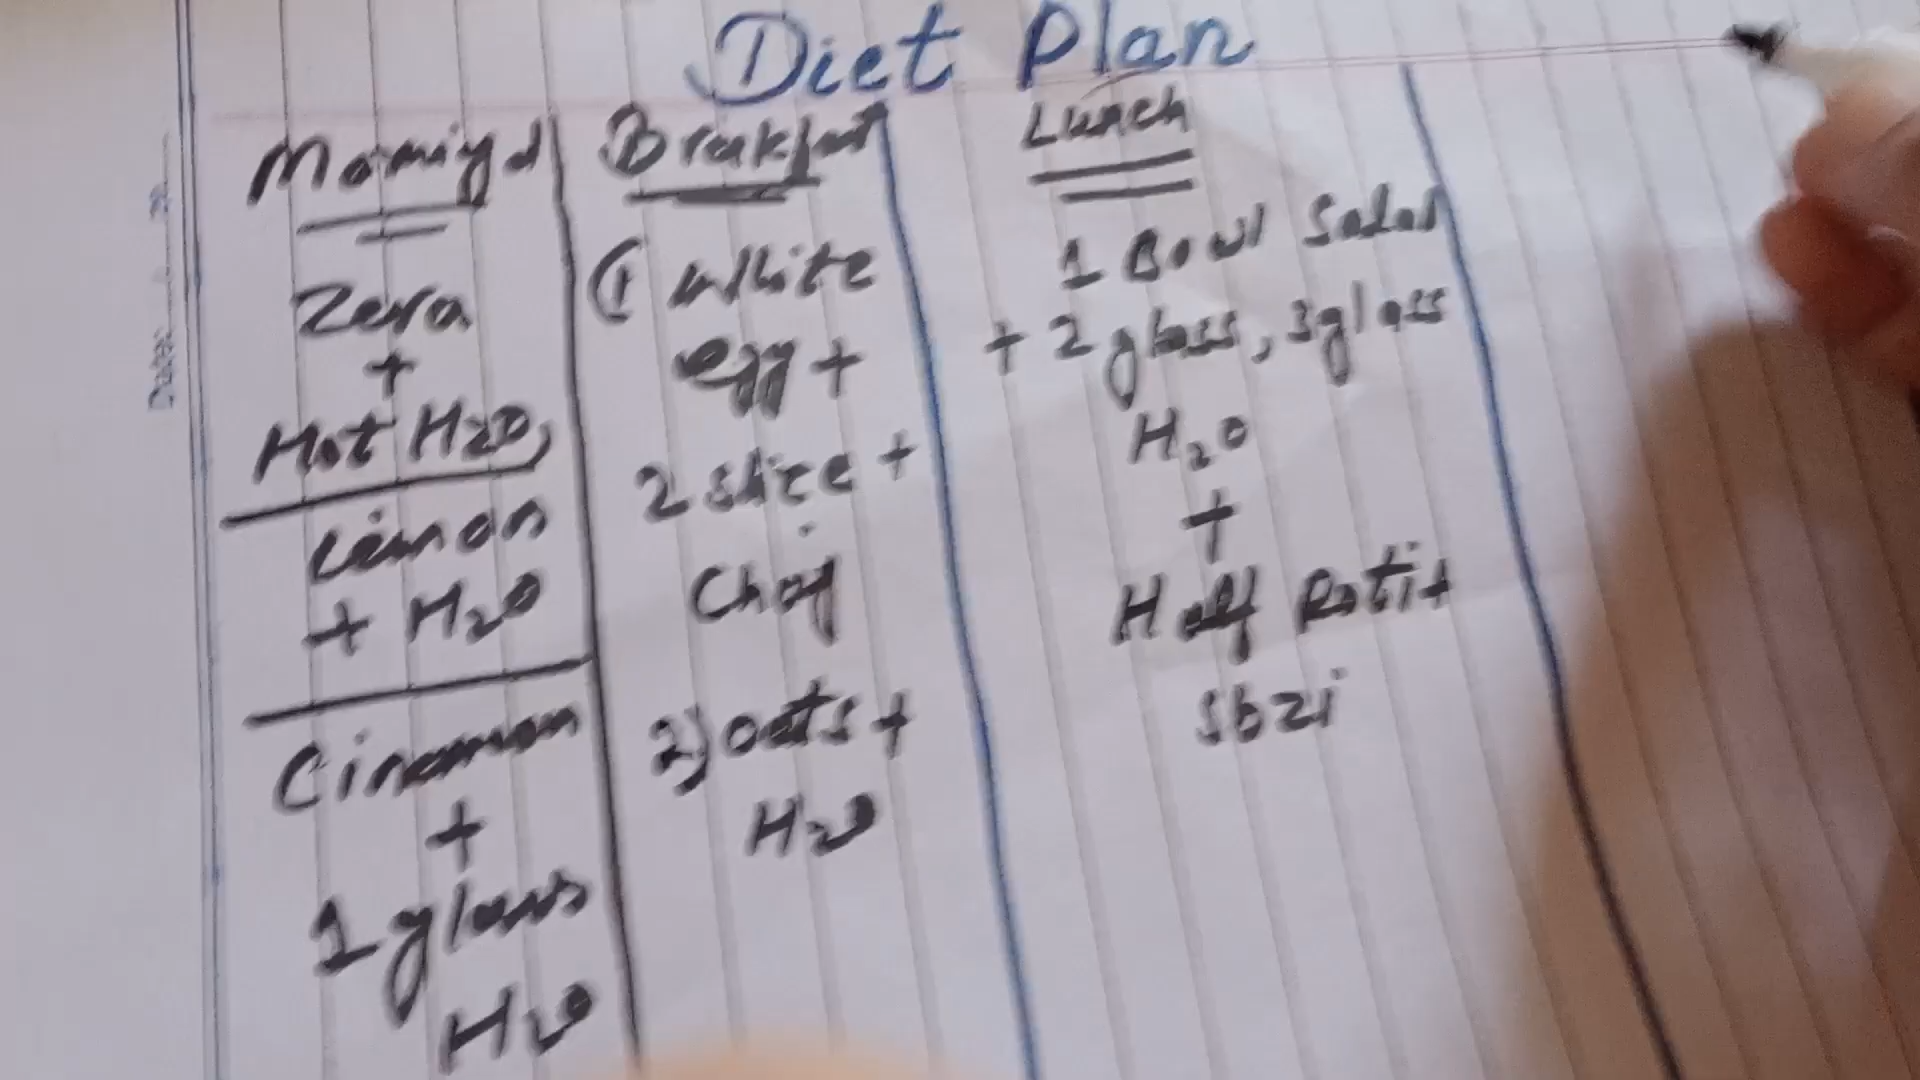 Diet Plan
Breakfast
Lunch
Zera
+
Hot H2O,
Lemon
+ H2O
Cinamon
+
1 glass
H2O
① white
egg +
2 slice +
Chay
2) oats +
H2O
1 Bowl Salad
+ 2 glass, 3 glass
H2O
+
Half Roti +
sbzi